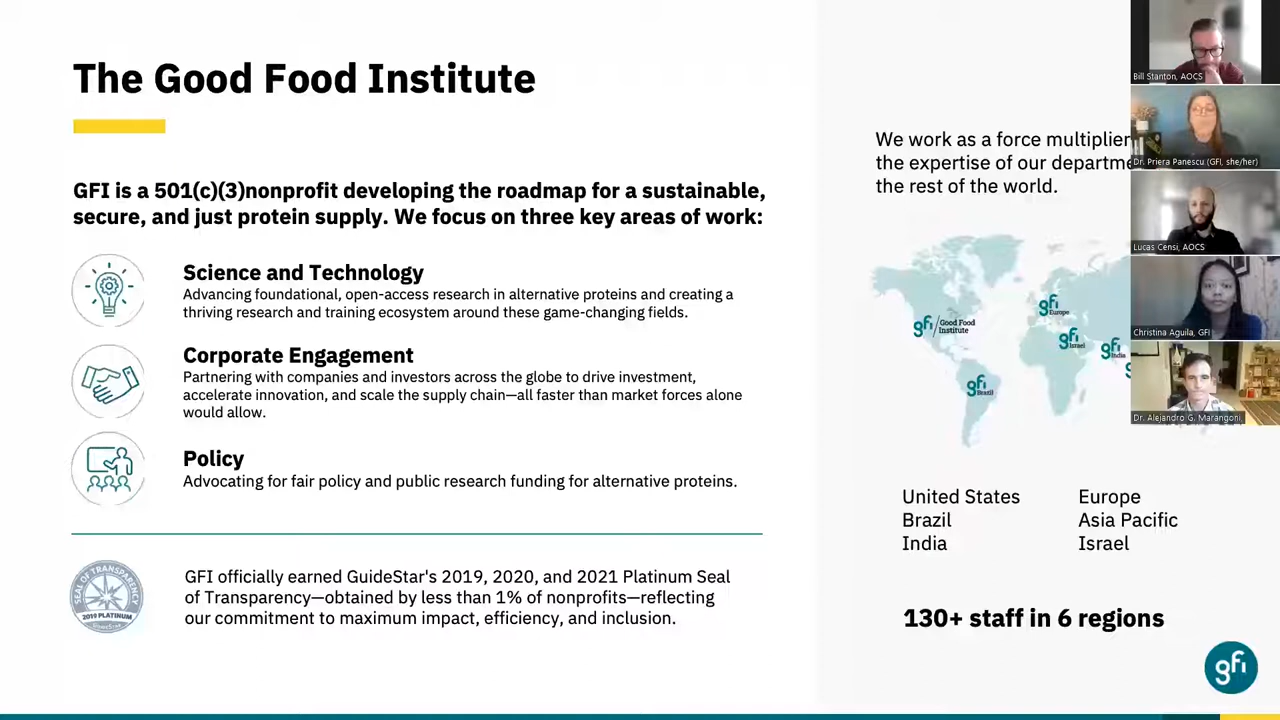 The Good Food Institute
GFI is a 501(c)(3)nonprofit developing the roadmap for a sustainable,
secure, and just protein supply. We focus on three key areas of work:
Science and Technology
Advancing foundational, open-access research in alternative proteins and creating a
thriving research and training ecosystem around these game-changing fields.
Corporate Engagement
Partnering with companies and investors across the globe to drive investment,
accelerate innovation, and scale the supply chain—all faster than market forces alone
would allow.
Policy
Advocating for fair policy and public research funding for alternative proteins.
SEAL OF TRANSPARENCY
2019 PLATINUM
GFI officially earned GuideStar's 2019, 2020, and 2021 Platinum Seal
of Transparency—obtained by less than 1% of nonprofits—reflecting
our commitment to maximum impact, efficiency, and inclusion.
We work as a force multiplier
the expertise of our departme
the rest of the world.
gfi Good Food
Institute
gfi
Europe
gfi
Israel
gfi
India
gfi
Brazil
United States
Brazil
India
Europe
Asia Pacific
Israel
130+ staff in 6 regions
gfi
Bill Stanton, AOCS
Dr. Priera Panescu (GFI, she/her)
Lucas Censi, AOCS
Christina Aguila, GFI
Dr. Alejandro G. Marangoni